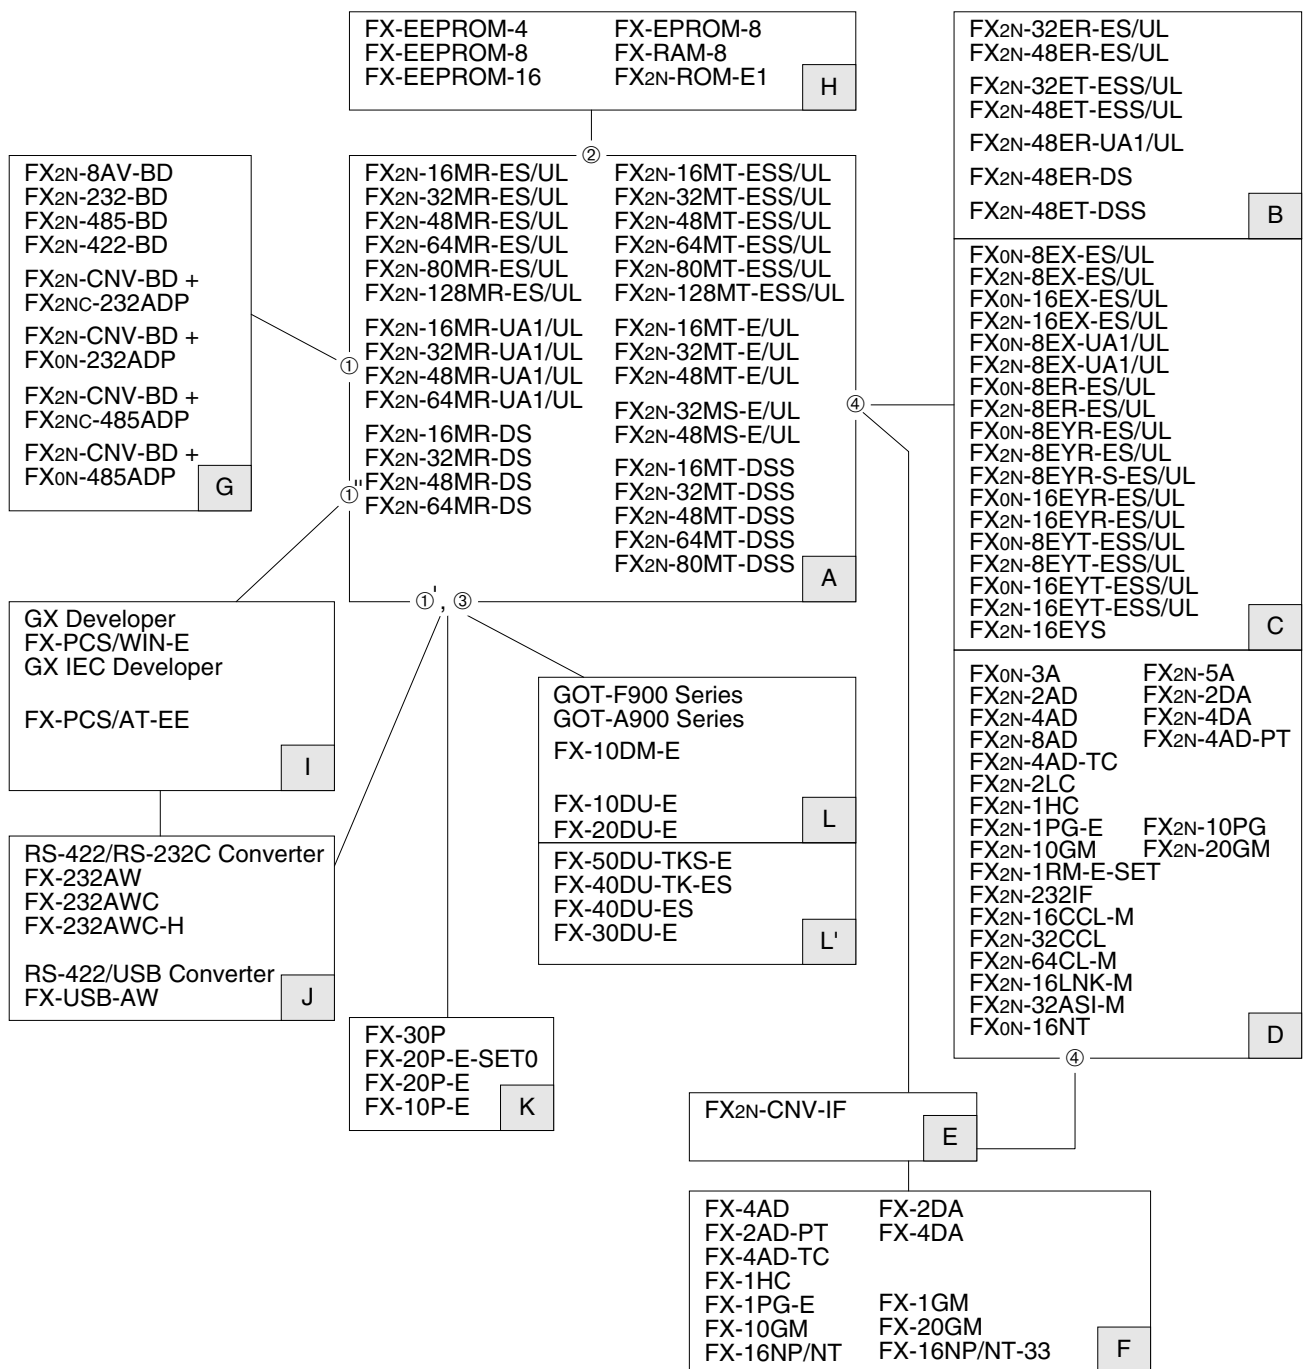 FX-EEPROM-4 FX-EPROM-8
FX-EEPROM-8 FX-RAM-8
FX-EEPROM-16 FX2N-ROM-E1
H
②
FX2N-8AV-BD
FX2N-232-BD
FX2N-485-BD
FX2N-422-BD
FX2N-CNV-BD +
FX2NC-232ADP
FX2N-CNV-BD +
FX0N-232ADP
FX2N-CNV-BD +
FX2NC-485ADP
FX2N-CNV-BD +
FX0N-485ADP
G
①
①"
FX2N-16MR-ES/UL
FX2N-32MR-ES/UL
FX2N-48MR-ES/UL
FX2N-64MR-ES/UL
FX2N-80MR-ES/UL
FX2N-128MR-ES/UL
FX2N-16MR-UA1/UL
FX2N-32MR-UA1/UL
FX2N-48MR-UA1/UL
FX2N-64MR-UA1/UL
FX2N-16MR-DS
FX2N-32MR-DS
FX2N-48MR-DS
FX2N-64MR-DS
FX2N-16MT-ESS/UL
FX2N-32MT-ESS/UL
FX2N-48MT-ESS/UL
FX2N-64MT-ESS/UL
FX2N-80MT-ESS/UL
FX2N-128MT-ESS/UL
FX2N-16MT-E/UL
FX2N-32MT-E/UL
FX2N-48MT-E/UL
FX2N-32MS-E/UL
FX2N-48MS-E/UL
FX2N-16MT-DSS
FX2N-32MT-DSS
FX2N-48MT-DSS
FX2N-64MT-DSS
FX2N-80MT-DSS
A
①', ③
④
FX2N-32ER-ES/UL
FX2N-48ER-ES/UL
FX2N-32ET-ESS/UL
FX2N-48ET-ESS/UL
FX2N-48ER-UA1/UL
FX2N-48ER-DS
FX2N-48ET-DSS
B
FX0N-8EX-ES/UL
FX2N-8EX-ES/UL
FX0N-16EX-ES/UL
FX2N-16EX-ES/UL
FX0N-8EX-UA1/UL
FX2N-8EX-UA1/UL
FX0N-8ER-ES/UL
FX2N-8ER-ES/UL
FX0N-8EYR-ES/UL
FX2N-8EYR-ES/UL
FX2N-8EYR-S-ES/UL
FX0N-16EYR-ES/UL
FX2N-16EYR-ES/UL
FX0N-8EYT-ESS/UL
FX2N-8EYT-ESS/UL
FX0N-16EYT-ESS/UL
FX2N-16EYT-ESS/UL
FX2N-16EYS
C
FX0N-3A FX2N-5A
FX2N-2AD FX2N-2DA
FX2N-4AD FX2N-4DA
FX2N-8AD FX2N-4AD-PT
FX2N-4AD-TC
FX2N-2LC
FX2N-1HC
FX2N-1PG-E FX2N-10PG
FX2N-10GM FX2N-20GM
FX2N-1RM-E-SET
FX2N-232IF
FX2N-16CCL-M
FX2N-32CCL
FX2N-64CL-M
FX2N-16LNK-M
FX2N-32ASI-M
FX0N-16NT
D
④
GX Developer
FX-PCS/WIN-E
GX IEC Developer
FX-PCS/AT-EE
I
RS-422/RS-232C Converter
FX-232AW
FX-232AWC
FX-232AWC-H
RS-422/USB Converter
FX-USB-AW
J
GOT-F900 Series
GOT-A900 Series
FX-10DM-E
FX-10DU-E
FX-20DU-E
L
FX-50DU-TKS-E
FX-40DU-TK-ES
FX-40DU-ES
FX-30DU-E
L'
FX-30P
FX-20P-E-SET0
FX-20P-E
FX-10P-E
K
FX2N-CNV-IF
E
FX-4AD FX-2DA
FX-2AD-PT FX-4DA
FX-4AD-TC
FX-1HC
FX-1PG-E FX-1GM
FX-10GM FX-20GM
FX-16NP/NT FX-16NP/NT-33
F